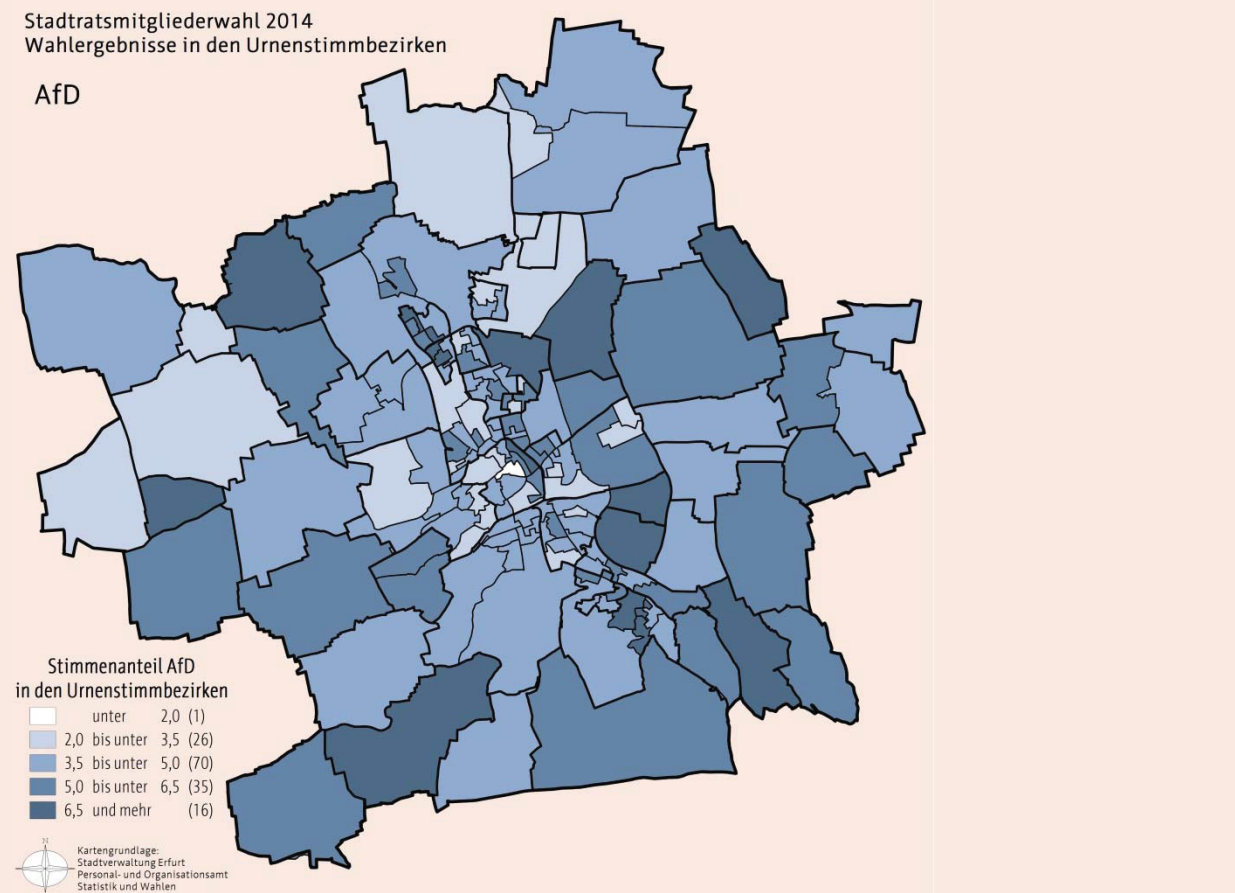 Stadtratsmitgliederwahl 2014
Wahlergebnisse in den Urnenstimmbezirken
AfD
Stimmenanteil AfD
in den Urnenstimmbezirken
unter 2,0 (1)
2,0 bis unter 3,5 (26)
3,5 bis unter 5,0 (70)
5,0 bis unter 6,5 (35)
6,5 und mehr (16)
N
Kartengrundlage:
Stadtverwaltung Erfurt
Personal- und Organisationsamt
Statistik und Wahlen